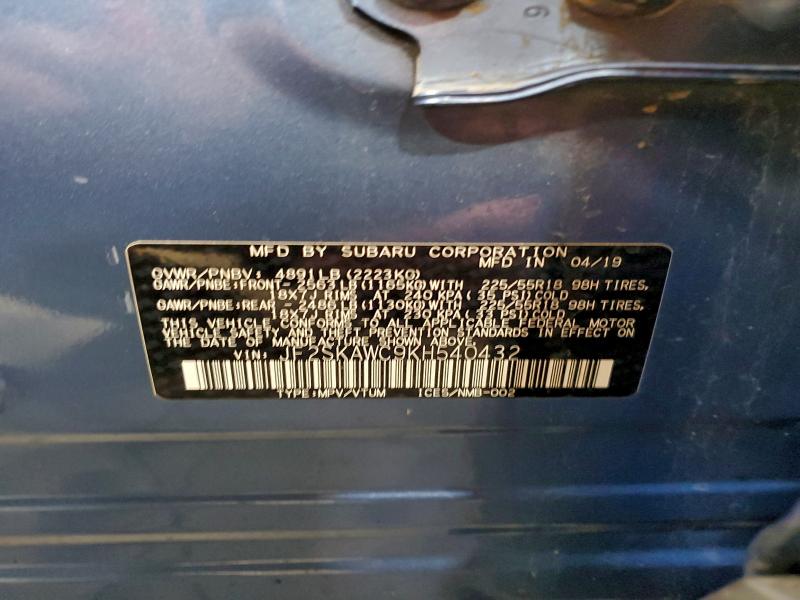 9
MFD BY SUBARU CORPORATION
MFD IN 04/19
GVWR/PNBV: 4891LB (2223KG)
GAWR/PNBE:FRONT- 2563LB (1165KG) WITH 225/55R18 98H TIRES,
18X7J RIMS AT 240 KPA (35 PSI) COLD
GAWR/PNBE:REAR - 2486LB (1130KG) WITH 225/55R18 98H TIRES,
18X7J RIMS AT 230 KPA (33 PSI) COLD
THIS VEHICLE CONFORMS TO ALL APPLICABLE FEDERAL MOTOR
VEHICLE SAFETY AND THEFT PREVENTION STANDARDS IN EFFECT ON
THE DATE OF MANUFACTURE SHOWN ABOVE.
VIN: JF2SKAWC9KH540432
TYPE:MPV/VTUM ICES/NMB-002